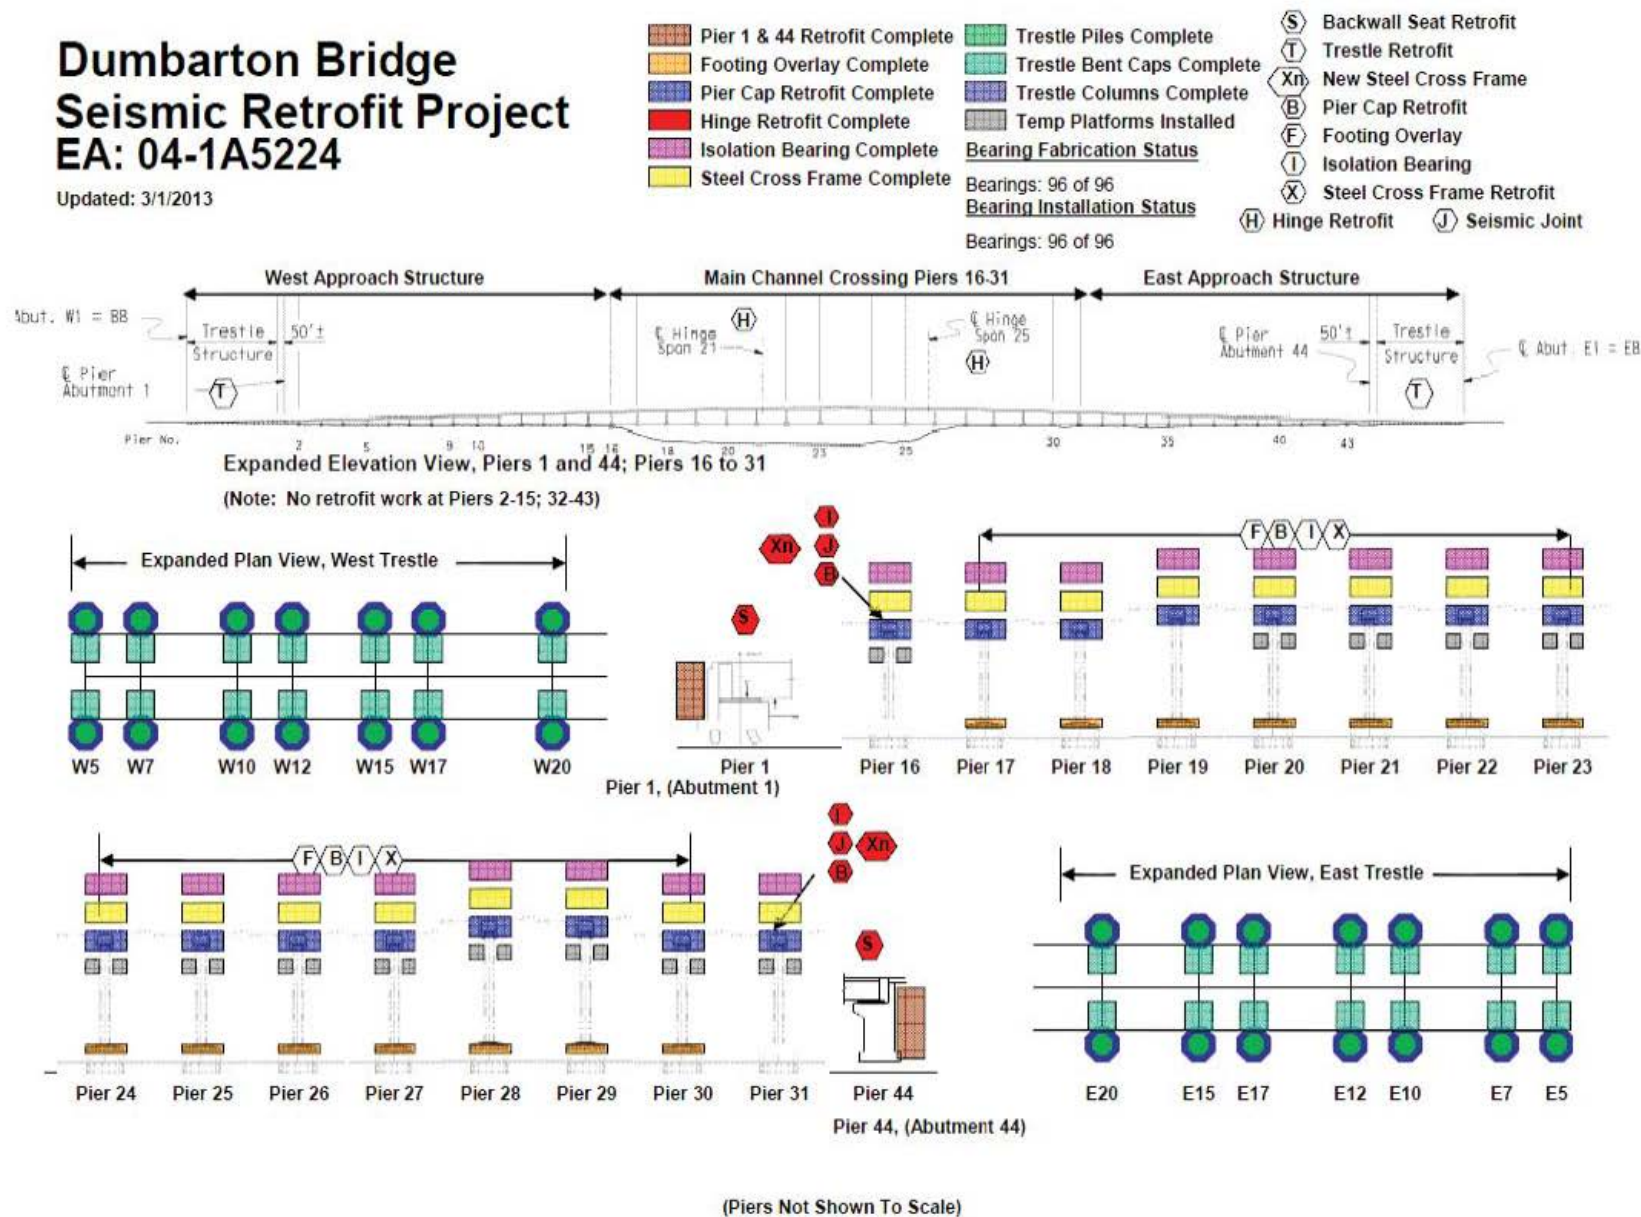 Dumbarton Bridge
Seismic Retrofit Project
EA: 04-1A5224
Updated: 3/1/2013
Pier 1 & 44 Retrofit Complete
Footing Overlay Complete
Pier Cap Retrofit Complete
Hinge Retrofit Complete
Isolation Bearing Complete
Steel Cross Frame Complete
Trestle Piles Complete
Trestle Bent Caps Complete
Trestle Columns Complete
Temp Platforms Installed
Bearing Fabrication Status
Bearings: 96 of 96
Bearing Installation Status
Bearings: 96 of 96
S Backwall Seat Retrofit
T Trestle Retrofit
Xn New Steel Cross Frame
B Pier Cap Retrofit
F Footing Overlay
I Isolation Bearing
X Steel Cross Frame Retrofit
H Hinge Retrofit J Seismic Joint
West Approach Structure Main Channel Crossing Piers 16-31 East Approach Structure
Abut. W1 = BB
Trestle 50'±
Structure
℄ Pier
Abutment 1
T
H
℄ Hinge
Span 21
℄ Hinge
Span 25
H
℄ Pier
Abutment 44
50'± Trestle
Structure
T
℄ Abut. E1 = EB
Pier No. 2 5 9 10 15 16 18 20 23 25 30 35 40 43
Expanded Elevation View, Piers 1 and 44; Piers 16 to 31
(Note: No retrofit work at Piers 2-15; 32-43)
Expanded Plan View, West Trestle
W5 W7 W10 W12 W15 W17 W20
S
Pier 1
Pier 1, (Abutment 1)
I
Xn J
B
F B I X
Pier 16 Pier 17 Pier 18 Pier 19 Pier 20 Pier 21 Pier 22 Pier 23
F B I X
Pier 24 Pier 25 Pier 26 Pier 27 Pier 28 Pier 29 Pier 30 Pier 31
I
J Xn
B
S
Pier 44
Pier 44, (Abutment 44)
Expanded Plan View, East Trestle
E20 E15 E17 E12 E10 E7 E5
(Piers Not Shown To Scale)